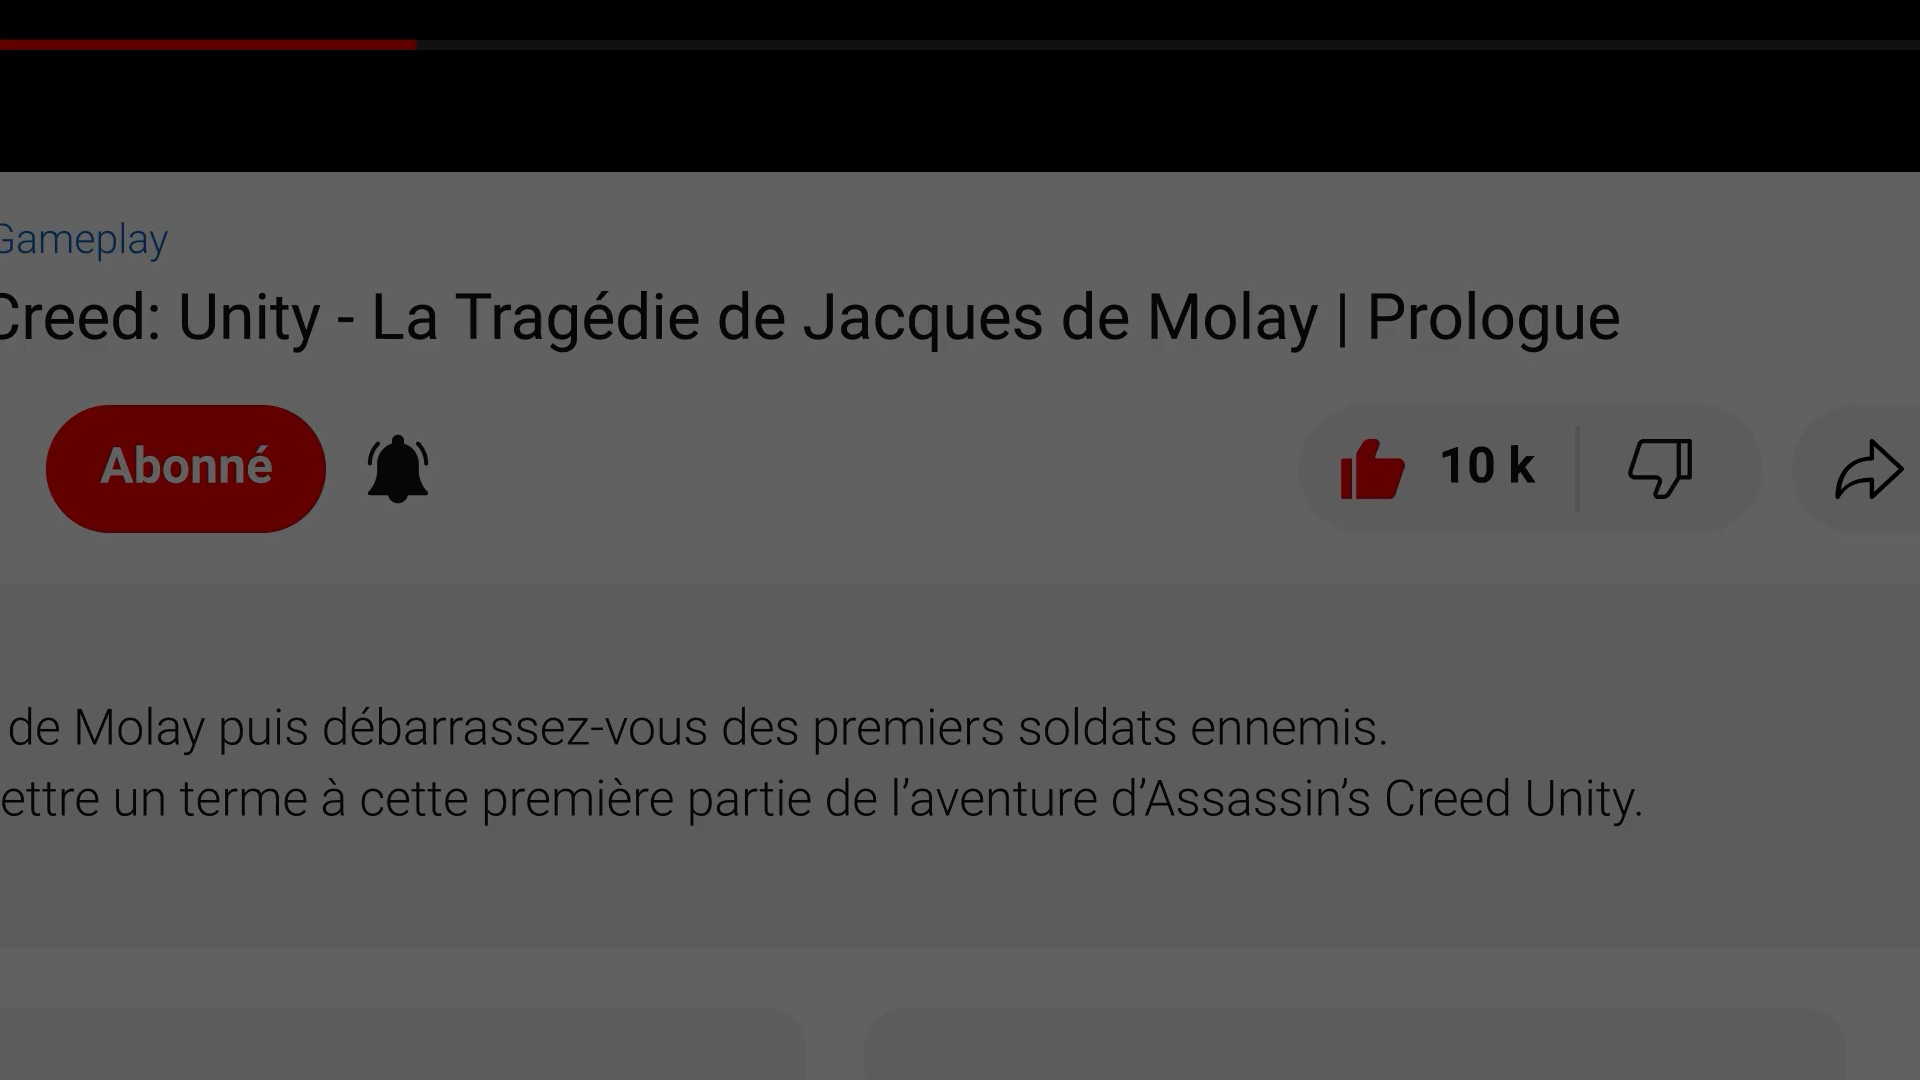 Gameplay
Creed: Unity - La Tragédie de Jacques de Molay | Prologue
Abonné
10 k
de Molay puis débarrassez-vous des premiers soldats ennemis.
ettre un terme à cette première partie de l’aventure d’Assassin’s Creed Unity.